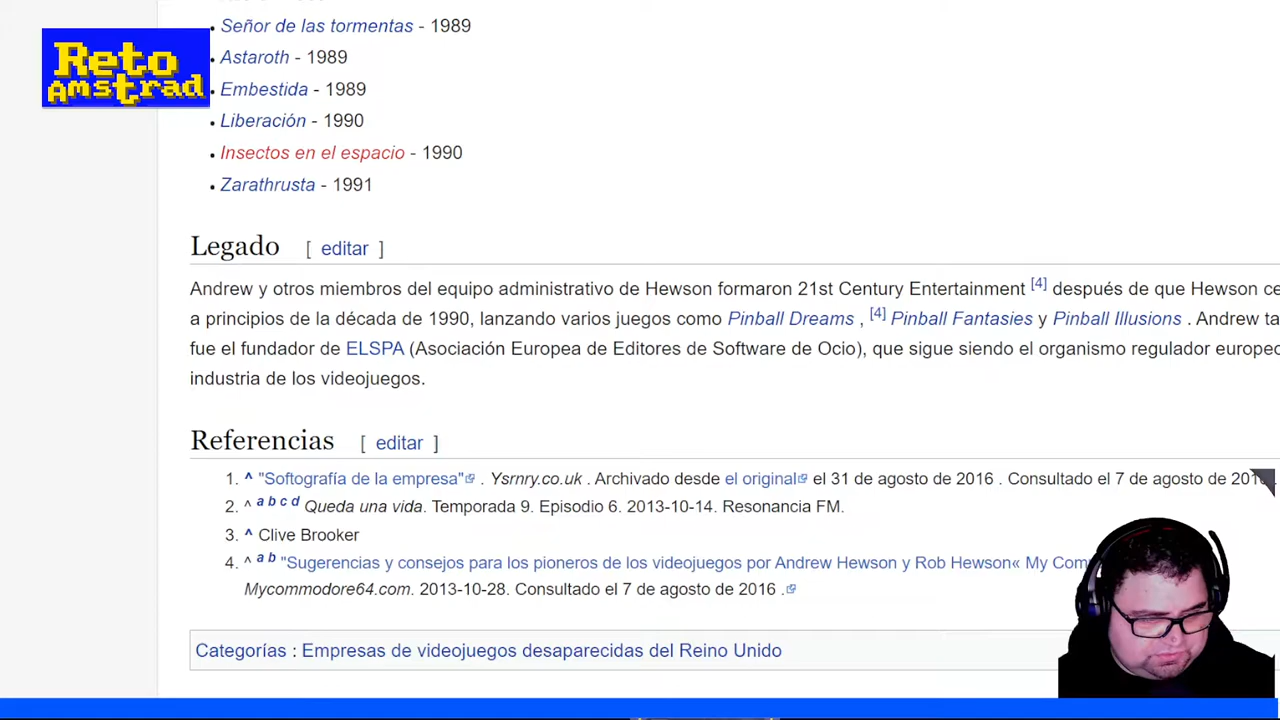 Reto
Amstrad
• Señor de las tormentas - 1989
• Astaroth - 1989
• Embestida - 1989
• Liberación - 1990
• Insectos en el espacio - 1990
• Zarathrusta - 1991
Legado [ editar ]
Andrew y otros miembros del equipo administrativo de Hewson formaron 21st Century Entertainment [4] después de que Hewson ce
a principios de la década de 1990, lanzando varios juegos como Pinball Dreams , [4] Pinball Fantasies y Pinball Illusions . Andrew ta
fue el fundador de ELSPA (Asociación Europea de Editores de Software de Ocio), que sigue siendo el organismo regulador europeo
industria de los videojuegos.
Referencias [ editar ]
1. ^ "Softografía de la empresa" . Ysrnry.co.uk . Archivado desde el original el 31 de agosto de 2016 . Consultado el 7 de agosto de 2016 .
2. ^ a b c d Queda una vida. Temporada 9. Episodio 6. 2013-10-14. Resonancia FM.
3. ^ Clive Brooker
4. ^ a b "Sugerencias y consejos para los pioneros de los videojuegos por Andrew Hewson y Rob Hewson« My Com
Mycommodore64.com. 2013-10-28. Consultado el 7 de agosto de 2016 .
Categorías : Empresas de videojuegos desaparecidas del Reino Unido